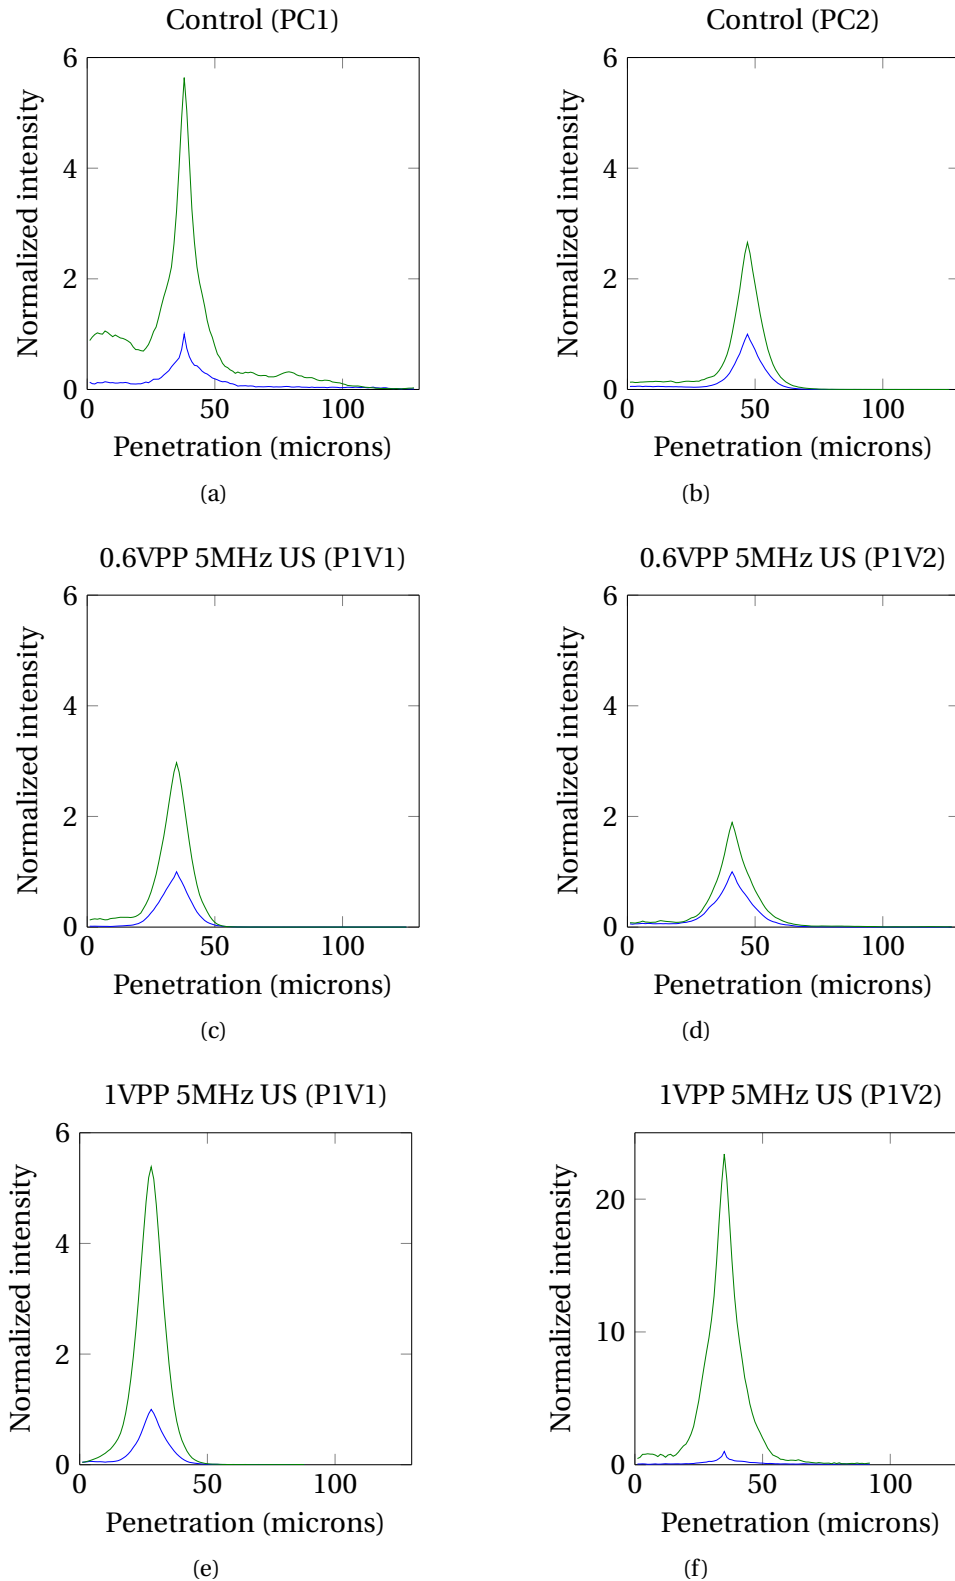 Control (PC1)
6
4
2
0
0
50
100
Normalized intensity
Penetration (microns)
(a)
Control (PC2)
6
4
2
0
0
50
100
Normalized intensity
Penetration (microns)
(b)
0.6VPP 5MHz US (P1V1)
6
4
2
0
0
50
100
Normalized intensity
Penetration (microns)
(c)
0.6VPP 5MHz US (P1V2)
6
4
2
0
0
50
100
Normalized intensity
Penetration (microns)
(d)
1VPP 5MHz US (P1V1)
6
4
2
0
0
50
100
Normalized intensity
Penetration (microns)
(e)
1VPP 5MHz US (P1V2)
20
10
0
0
50
100
Normalized intensity
Penetration (microns)
(f)